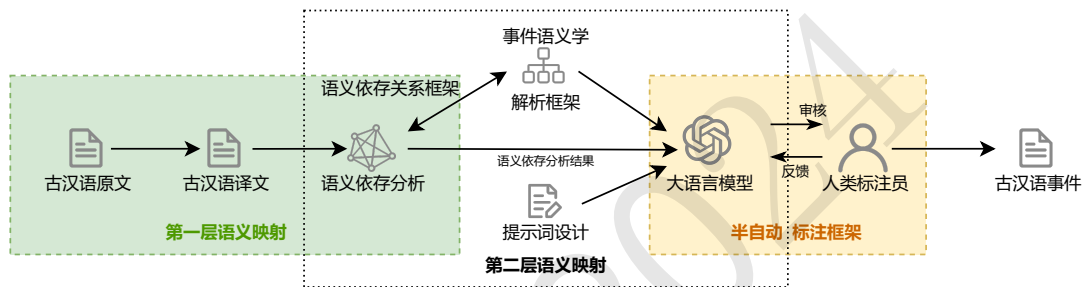 事件语义学
语义依存关系框架
解析框架
审核
语义依存分析结果
反馈
古汉语原文
古汉语译文
语义依存分析
大语言模型
人类标注员
古汉语事件
提示词设计
第一层语义映射
半自动 标注框架
第二层语义映射
2024